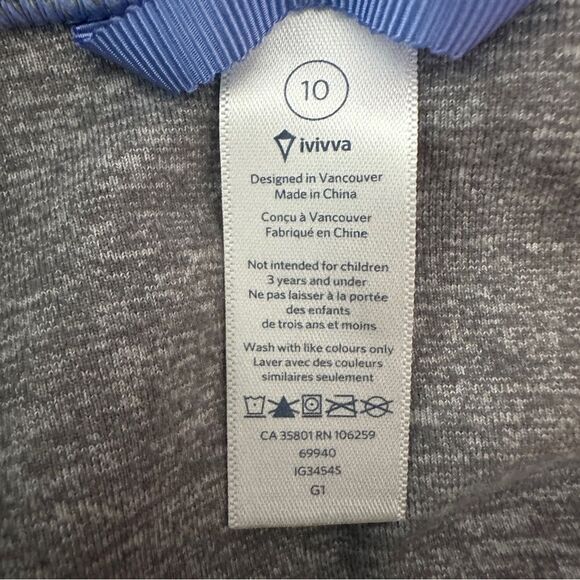 10
ivivva
Designed in Vancouver
Made in China
Conçu à Vancouver
Fabriqué en Chine
Not intended for children
3 years and under
Ne pas laisser à la portée
des enfants
de trois ans et moins
Wash with like colours only
Laver avec des couleurs
similaires seulement
CA 35801 RN 106259
69940
IG3454S
G1